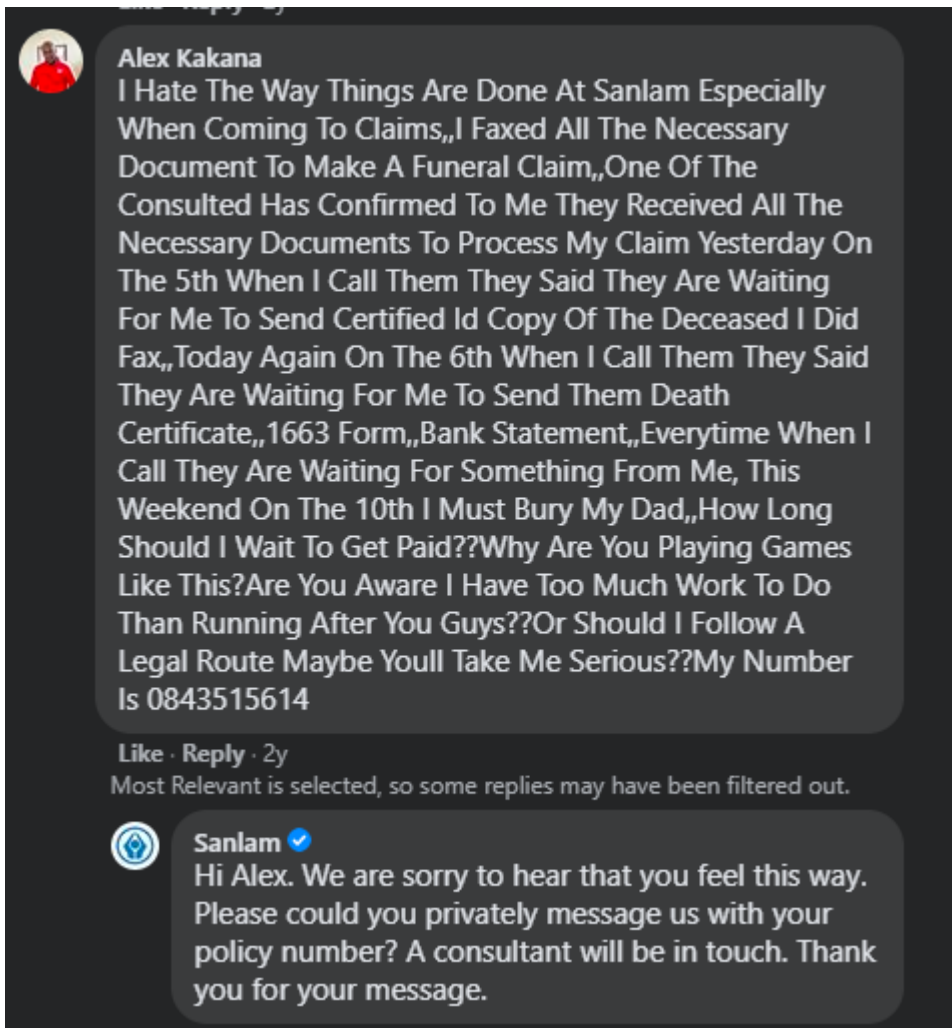 Alex Kakana
I Hate The Way Things Are Done At Sanlam Especially
When Coming To Claims,,I Faxed All The Necessary
Document To Make A Funeral Claim,,One Of The
Consulted Has Confirmed To Me They Received All The
Necessary Documents To Process My Claim Yesterday On
The 5th When I Call Them They Said They Are Waiting
For Me To Send Certified Id Copy Of The Deceased I Did
Fax,,Today Again On The 6th When I Call Them They Said
They Are Waiting For Me To Send Them Death
Certificate,,1663 Form,,Bank Statement,,Everytime When I
Call They Are Waiting For Something From Me, This
Weekend On The 10th I Must Bury My Dad,,How Long
Should I Wait To Get Paid??Why Are You Playing Games
Like This?Are You Aware I Have Too Much Work To Do
Than Running After You Guys??Or Should I Follow A
Legal Route Maybe Youll Take Me Serious??My Number
Is 0843515614
Like · Reply · 2y
Most Relevant is selected, so some replies may have been filtered out.
Sanlam
Hi Alex. We are sorry to hear that you feel this way.
Please could you privately message us with your
policy number? A consultant will be in touch. Thank
you for your message.